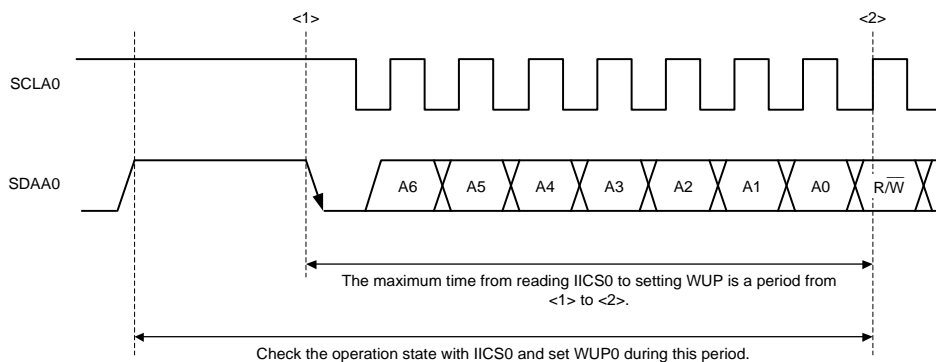 <1> <2>
SCLA0
SDAA0 A6 A5 A4 A3 A2 A1 A0 R/W̅
The maximum time from reading IICS0 to setting WUP is a period from
<1> to <2>.
Check the operation state with IICS0 and set WUP0 during this period.